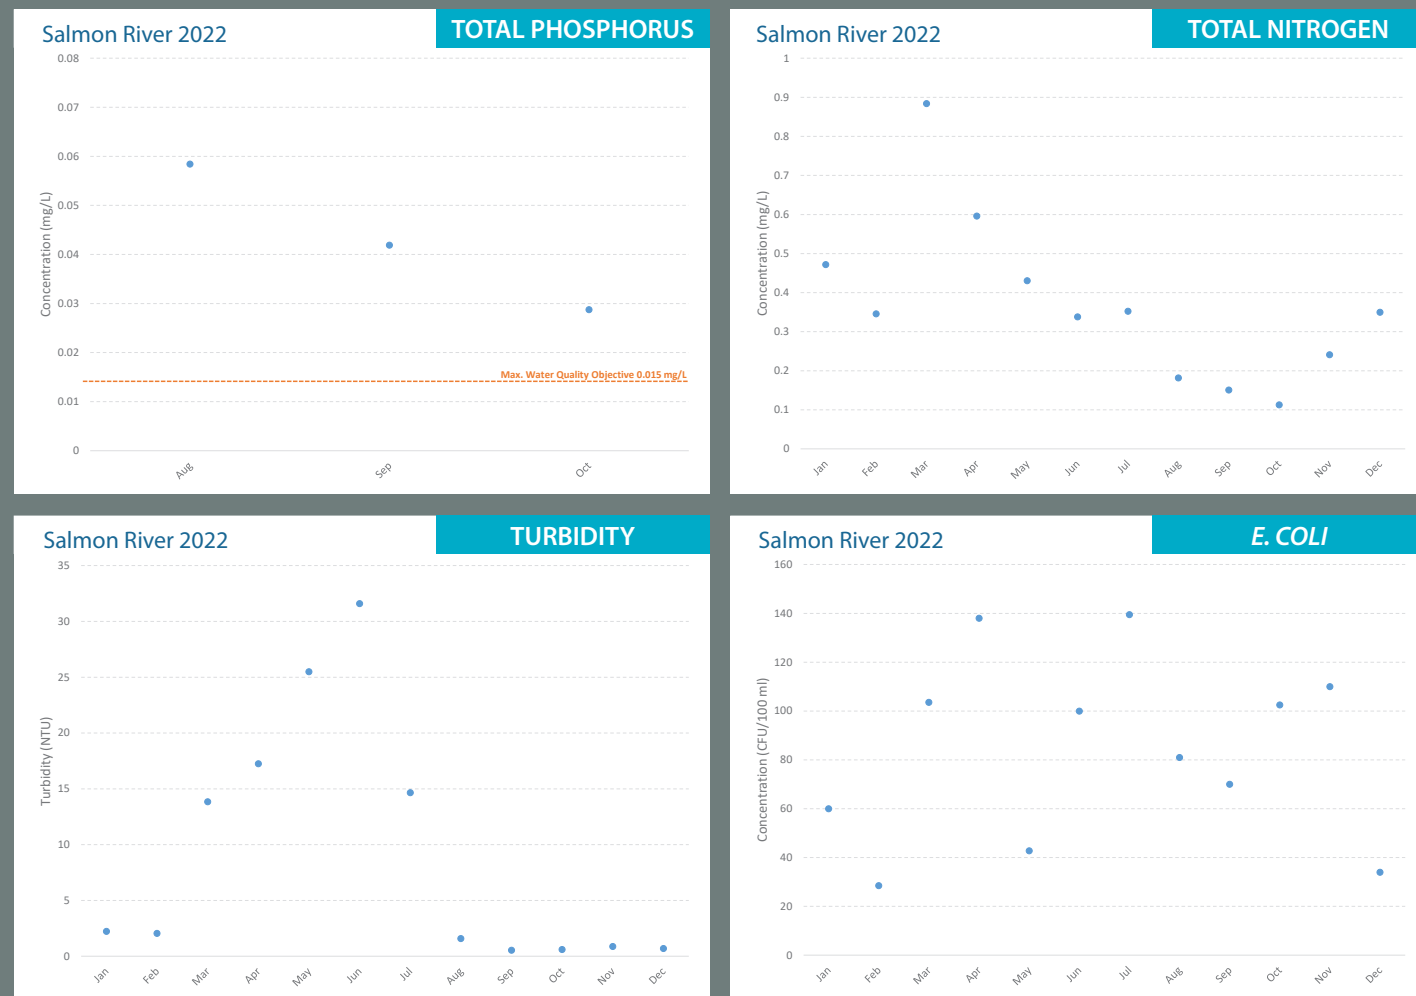 Salmon River 2022
TOTAL PHOSPHORUS
0.08
0.07
0.06
0.05
0.04
0.03
0.02
0.01
0
Concentration (mg/L)
Max. Water Quality Objective 0.015 mg/L
Aug
Sep
Oct
Salmon River 2022
TOTAL NITROGEN
1
0.9
0.8
0.7
0.6
0.5
0.4
0.3
0.2
0.1
0
Concentration (mg/L)
Jan
Feb
Mar
Apr
May
Jun
Jul
Aug
Sep
Oct
Nov
Dec
Salmon River 2022
TURBIDITY
35
30
25
20
15
10
5
0
Turbidity (NTU)
Jan
Feb
Mar
Apr
May
Jun
Jul
Aug
Sep
Oct
Nov
Dec
Salmon River 2022
E. COLI
160
140
120
100
80
60
40
20
0
Concentration (CFU/100 ml)
Jan
Feb
Mar
Apr
May
Jun
Jul
Aug
Sep
Oct
Nov
Dec